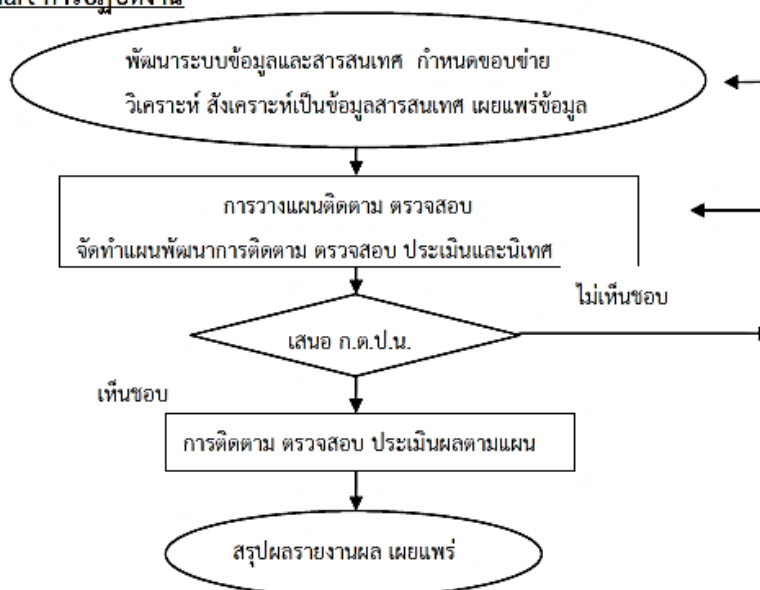 การปฏิบัติงาน
พัฒนาระบบข้อมูลและสารสนเทศ กำหนดขอบข่าย
วิเคราะห์ สังเคราะห์เป็นข้อมูลสารสนเทศ เผยแพร่ข้อมูล
การวางแผนติดตาม ตรวจสอบ
จัดทำแผนพัฒนาการติดตาม ตรวจสอบ ประเมินและนิเทศ
ไม่เห็นชอบ
เสนอ ก.ต.ป.น.
เห็นชอบ
การติดตาม ตรวจสอบ ประเมินผลตามแผน
สรุปผลรายงานผล เผยแพร่